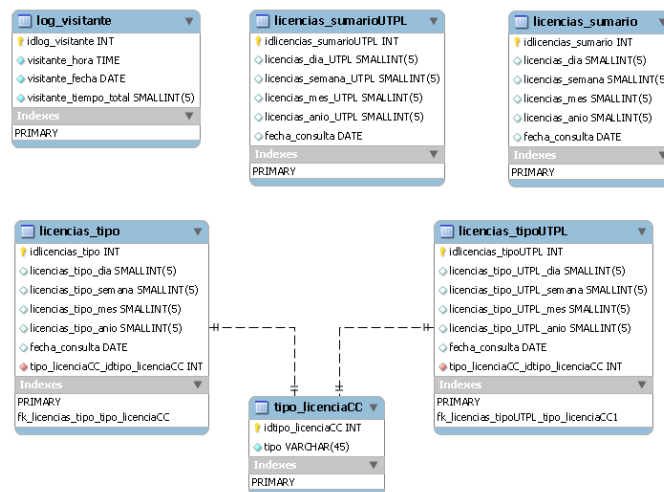 log_visitante
idlog_visitante INT
visitante_hora TIME
visitante_fecha DATE
visitante_tiempo_total SMALLINT(5)
Indexes
PRIMARY
licencias_sumarioUTPL
idlicencias_sumarioUTPL INT
licencias_dia_UTPL SMALLINT(5)
licencias_semana_UTPL SMALLINT(5)
licencias_mes_UTPL SMALLINT(5)
licencias_anio_UTPL SMALLINT(5)
fecha_consulta DATE
Indexes
PRIMARY
licencias_sumario
idlicencias_sumario INT
licencias_dia SMALLINT(5)
licencias_semana SMALLINT(5
licencias_mes SMALLINT(5)
licencias_anio SMALLINT(5)
fecha_consulta DATE
Indexes
PRIMARY
licencias_tipo
idlicencias_tipo INT
licencias_tipo_dia SMALLINT(5)
licencias_tipo_semana SMALLINT(5)
licencias_tipo_mes SMALLINT(5)
licencias_tipo_anio SMALLINT(5)
fecha_consulta DATE
tipo_licenciaCC_idtipo_licenciaCC INT
Indexes
PRIMARY
fk_licencias_tipo_tipo_licenciaCC
licencias_tipoUTPL
idlicencias_tipoUTPL INT
licencias_tipo_UTPL_dia SMALLINT(5)
licencias_tipo_UTPL_semana SMALLINT(5)
licencias_tipo_UTPL_mes SMALLINT(5)
licencias_tipo_UTPL_anio SMALLINT(5)
fecha_consulta DATE
tipo_licenciaCC_idtipo_licenciaCC INT
Indexes
PRIMARY
fk_licencias_tipoUTPL_tipo_licenciaCC1
tipo_licenciaCC
idtipo_licenciaCC INT
tipo VARCHAR(45)
Indexes
PRIMARY